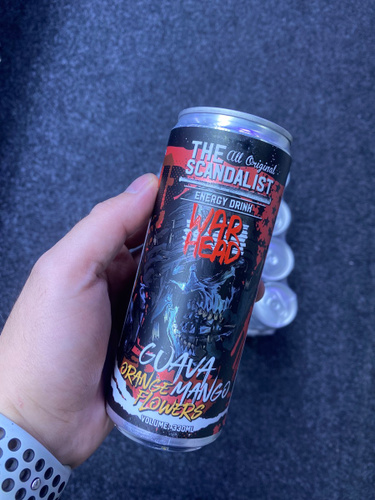 THE All Original
SCANDALIST
ENERGY DRINK
WAR
HEAD
GUAVA
ORANGE MANGO
FLOWERS
VOLUME: 330ML